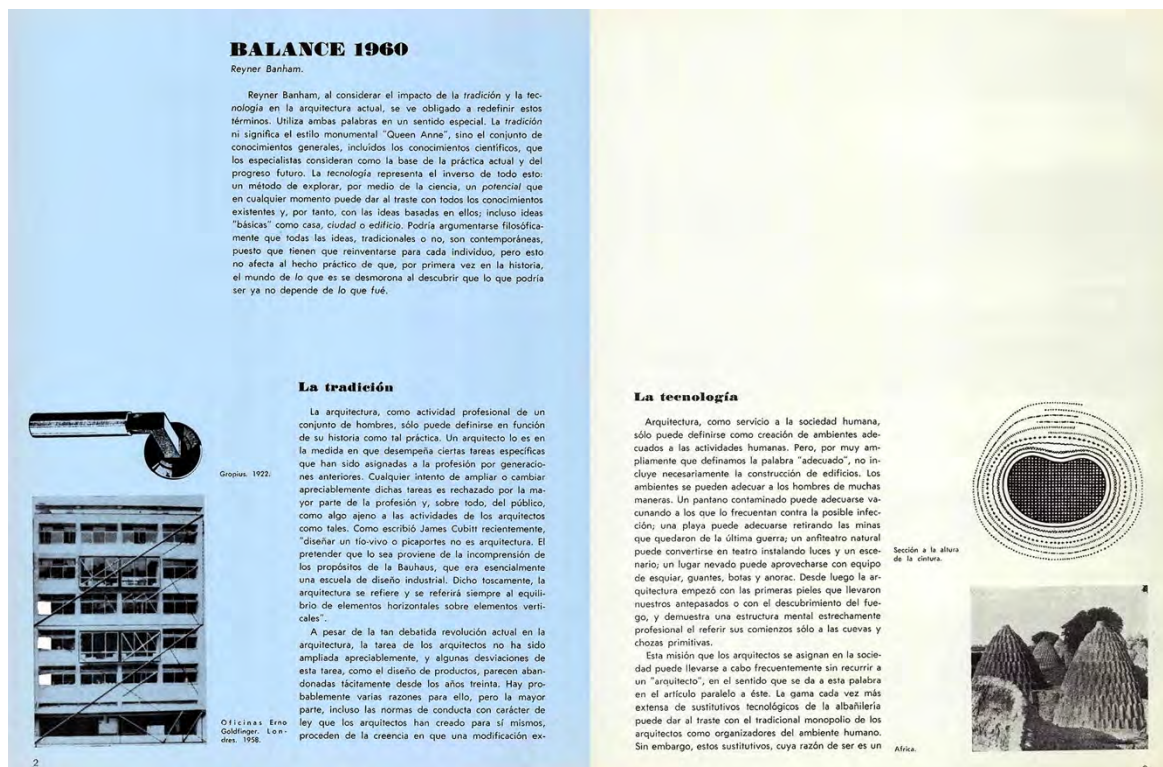 BALANCE 1960
Reyner Banham.
Reyner Banham, al considerar el impacto de la tradición y la tec-
nología en la arquitectura actual, se ve obligado a redefinir estos
términos. Utiliza ambas palabras en un sentido especial. La tradición
ni significa el estilo monumental "Queen Anne", sino el conjunto de
conocimientos generales, incluídos los conocimientos científicos, que
los especialistas consideran como la base de la práctica actual y del
progreso futuro. La tecnología representa el inverso de todo esto:
un método de explorar, por medio de la ciencia, un potencial que
en cualquier momento puede dar al traste con todos los conocimientos
existentes y, por tanto, con las ideas basadas en ellos; incluso ideas
"básicas" como casa, ciudad o edificio. Podría argumentarse filosófica-
mente que todas las ideas, tradicionales o no, son contemporáneas,
puesto que tienen que reinventarse para cada individuo, pero esto
no afecta al hecho práctico de que, por primera vez en la historia,
el mundo de lo que es se desmorona al descubrir que lo que podría
ser ya no depende de lo que fué.
La tradición
La arquitectura, como actividad profesional de un
conjunto de hombres, sólo puede definirse en función
de su historia como tal práctica. Un arquitecto lo es en
la medida en que desempeña ciertas tareas específicas
que han sido asignadas a la profesión por generacio-
nes anteriores. Cualquier intento de ampliar o cambiar
apreciablemente dichas tareas es rechazado por la ma-
yor parte de la profesión y, sobre todo, del público,
como algo ajeno a las actividades de los arquitectos
como tales. Como escribió James Cubitt recientemente,
"diseñar un tío-vivo o picaportes no es arquitectura. El
pretender que lo sea proviene de la incomprensión de
los propósitos de la Bauhaus, que era esencialmente
una escuela de diseño industrial. Dicho toscamente, la
arquitectura se refiere y se referirá siempre al equili-
brio de elementos horizontales sobre elementos verti-
cales".
A pesar de la tan debatida revolución actual en la
arquitectura, la tarea de los arquitectos no ha sido
ampliada apreciablemente, y algunas desviaciones de
esta tarea, como el diseño de productos, parecen aban-
donadas tácitamente desde los años treinta. Hay pro-
bablemente varias razones para ello, pero la mayor
parte, incluso las normas de conducta con carácter de
ley que los arquitectos han creado para sí mismos,
proceden de la creencia en que una modificación ex-
Gropius. 1922.
Oficinas Erno
Goldfinger. Lon-
dres. 1958.
2
La tecnología
Arquitectura, como servicio a la sociedad humana,
sólo puede definirse como creación de ambientes ade-
cuados a las actividades humanas. Pero, por muy am-
pliamente que definamos la palabra "adecuado", no in-
cluye necesariamente la construcción de edificios. Los
ambientes se pueden adecuar a los hombres de muchas
maneras. Un pantano contaminado puede adecuarse va-
cunando a los que lo frecuentan contra la posible infec-
ción; una playa puede adecuarse retirando las minas
que quedaron de la última guerra; un anfiteatro natural
puede convertirse en teatro instalando luces y un esce-
nario; un lugar nevado puede aprovecharse con equipo
de esquiar, guantes, botas y anorac. Desde luego la ar-
quitectura empezó con las primeras pieles que llevaron
nuestros antepasados o con el descubrimiento del fue-
go, y demuestra una estructura mental estrechamente
profesional el referir sus comienzos sólo a las cuevas y
chozas primitivas.
Esta misión que los arquitectos se asignan en la socie-
dad puede llevarse a cabo frecuentemente sin recurrir a
un "arquitecto", en el sentido que se da a esta palabra
en el artículo paralelo a éste. La gama cada vez más
extensa de sustitutivos tecnológicos de la albañilería
puede dar al traste con el tradicional monopolio de los
arquitectos como organizadores del ambiente humano.
Sin embargo, estos sustitutivos, cuya razón de ser es un
Sección a la altura
de la cintura.
Africa.